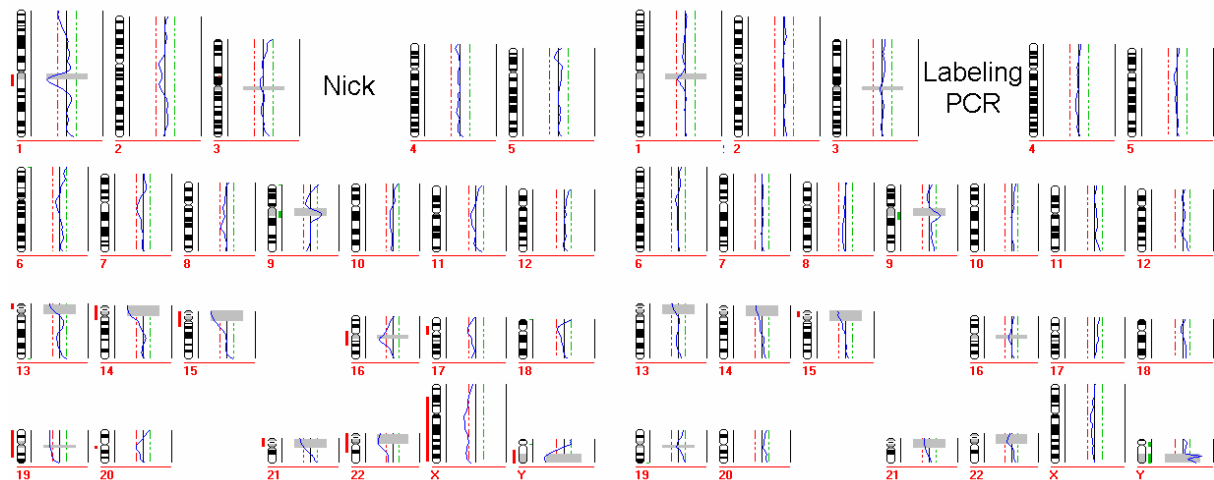 Nick
Labeling
PCR
1 2 3 4 5 1 2 3 4 5
6 7 8 9 10 11 12 6 7 8 9 10 11 12
13 14 15 16 17 18 13 14 15 16 17 18
19 20 21 22 X Y 19 20 21 22 X Y